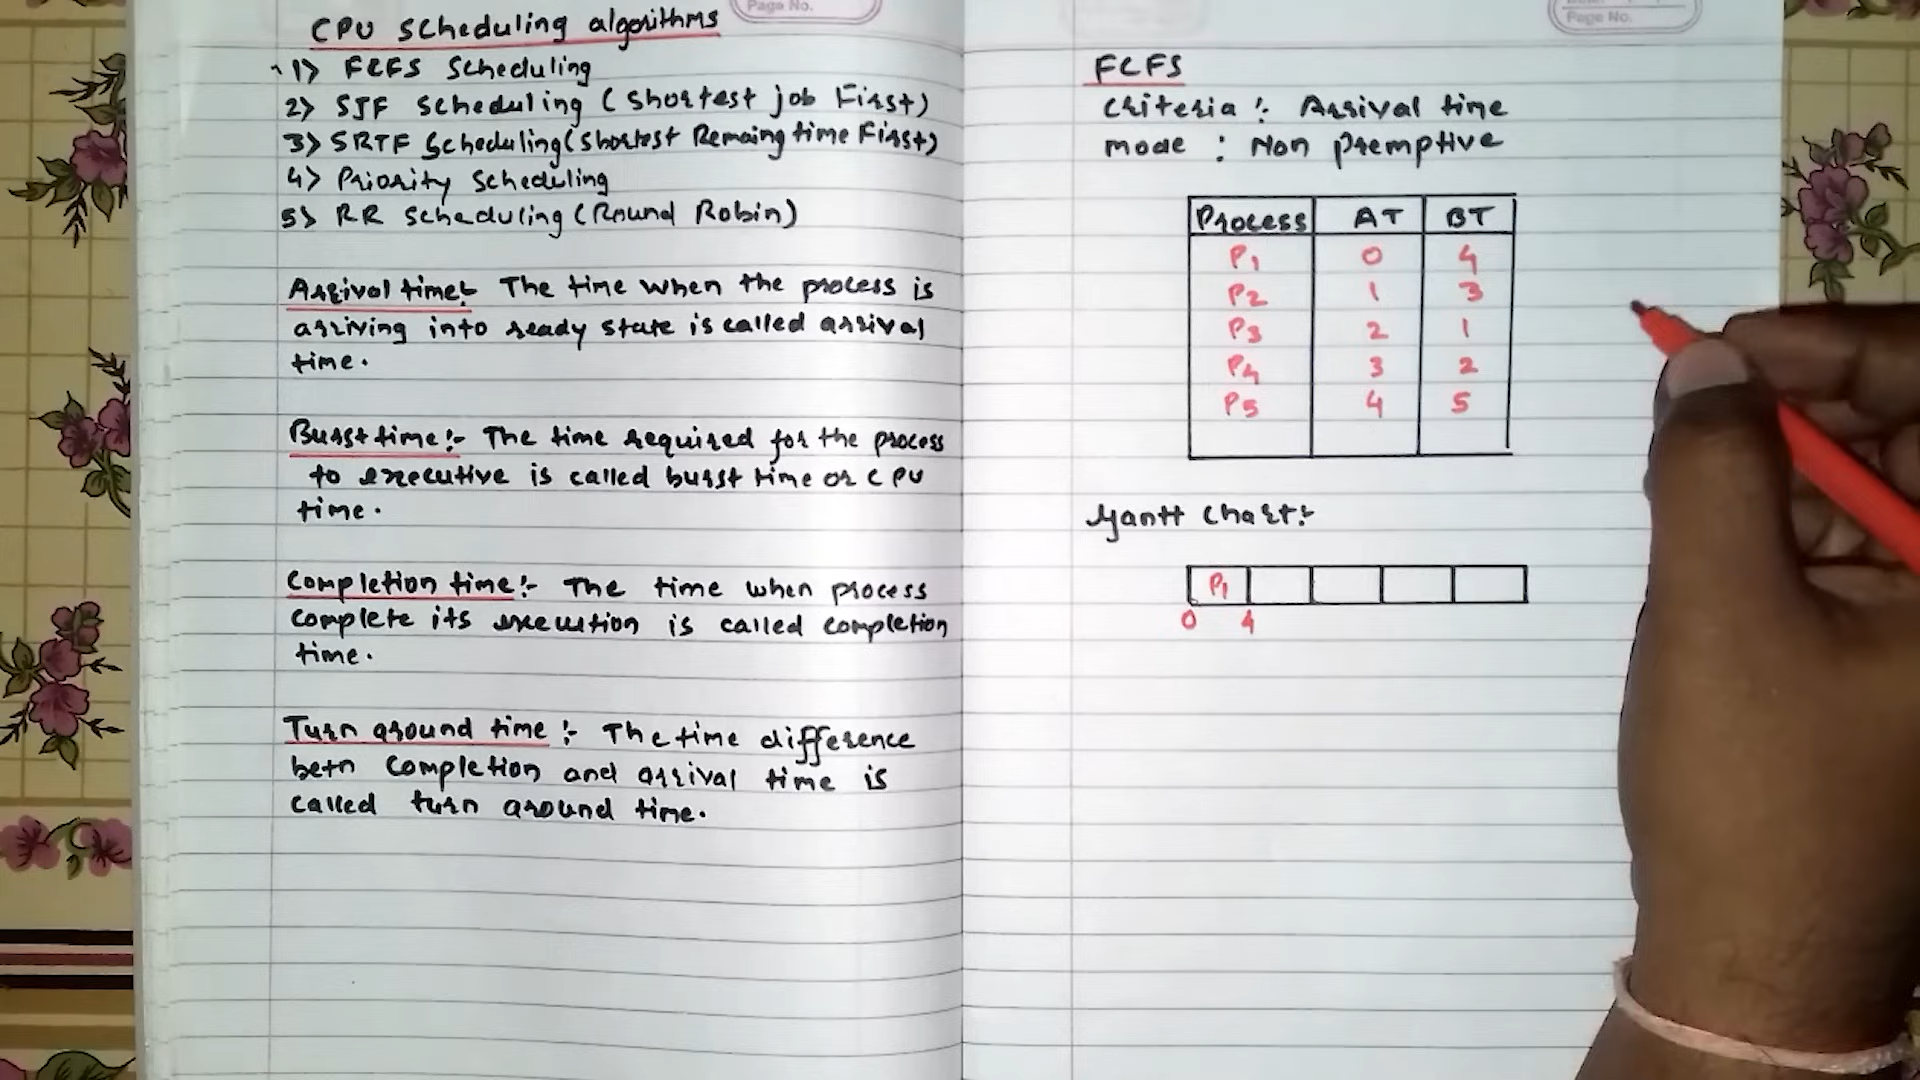 Page No.
CPU scheduling algorithms
1) FCFS Scheduling
2) SJF scheduling (shortest job First)
3) SRTF Scheduling (shortest Remaing time First)
4) Priority Scheduling
5) RR scheduling (Round Robin)
Arrival time:- The time when the process is
arriving into ready state is called arrival
time.
Burst time:- The time required for the process
to executive is called burst time or CPU
time.
Completion time:- The time when process
complete its execution is called completion
time.
Turn around time:- The time difference
betn completion and arrival time is
called turn around time.
Page No.
FCFS
Criteria : Arrival time
mode : Non Premptive
Process AT BT
P1 0 4
P2 1 3
P3 2 1
P4 3 2
P5 4 5
Gantt Chart:-
P1
0 4